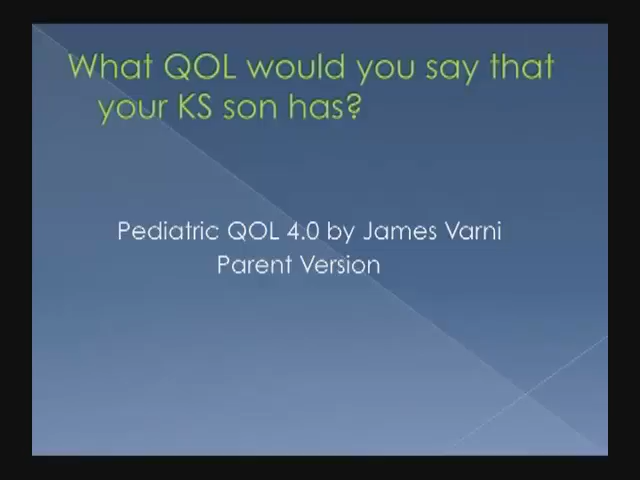 What QOL would you say that
your KS son has?
Pediatric QOL 4.0 by James Varni
Parent Version